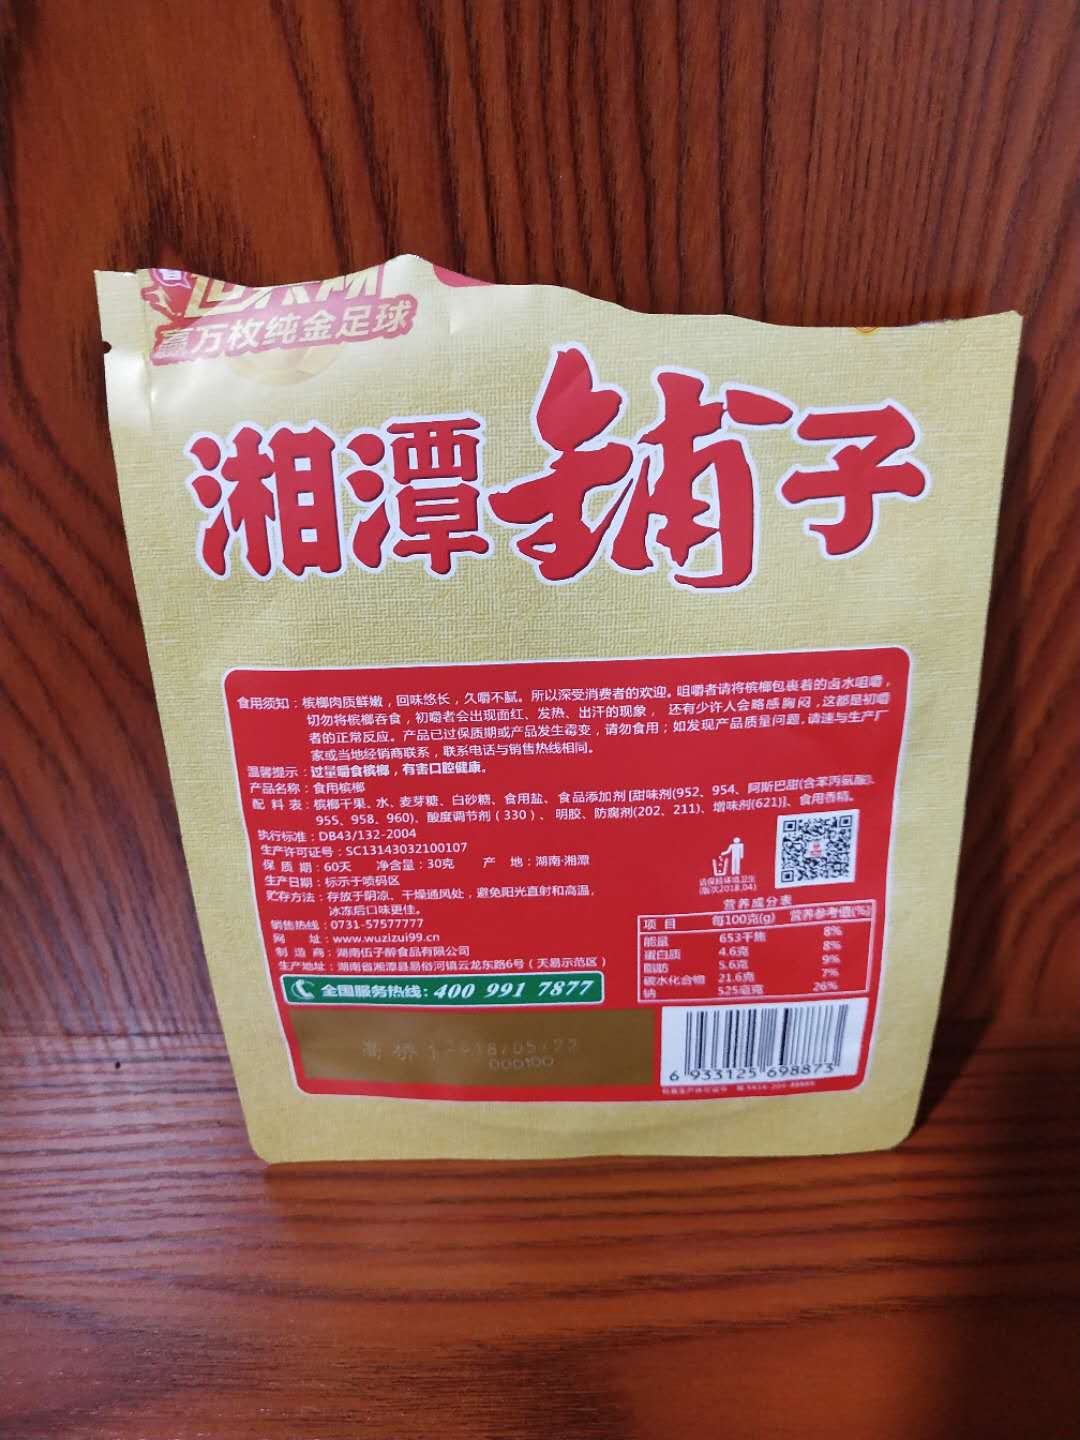 赢万枚纯金足球
湘潭铺子
食用须知：槟榔肉质鲜嫩，回味悠长，久嚼不腻。所以深受消费者的欢迎。咀嚼者请将槟榔包裹着的卤水咀嚼，
切勿将槟榔吞食，初嚼者会出现面红、发热、出汗的现象，还有少许人会略感胸闷，这都是初嚼
者的正常反应。产品已过保质期或产品发生霉变，请勿食用；如发现产品质量问题，请速与生产厂
家或当地经销商联系，联系电话与销售热线相同。
温馨提示：过量嚼食槟榔，有害口腔健康。
产品名称：食用槟榔
配 料 表：槟榔干果、水、麦芽糖、白砂糖、食用盐、食品添加剂[甜味剂(952、954、阿斯巴甜(含苯丙氨酸)、
955、958、960)、酸度调节剂（330）、明胶、防腐剂(202、211)、增味剂(621)]、食用香精。
执行标准：DB43/132-2004
生产许可证号：SC13143032100107
保 质 期：60天 净含量：30克 产 地：湖南·湘潭
生产日期：标示于喷码区
贮存方法：存放于阴凉、干燥通风处，避免阳光直射和高温，
冰冻后口味更佳。
销售热线：0731-57577777
网 址：www.wuzizui99.cn
制 造 商：湖南伍子醉食品有限公司
生产地址：湖南省湘潭县易俗河镇云龙东路6号（天易示范区）
全国服务热线：400 991 7877
请保持环境卫生
(版次2018.04)
营养成分表
项 目 每100克(g) 营养参考值(%)
能量 653千焦 8%
蛋白质 4.6克 8%
脂肪 5.6克 9%
碳水化合物 21.6克 7%
钠 525毫克 26%
000100
6 933125 698873